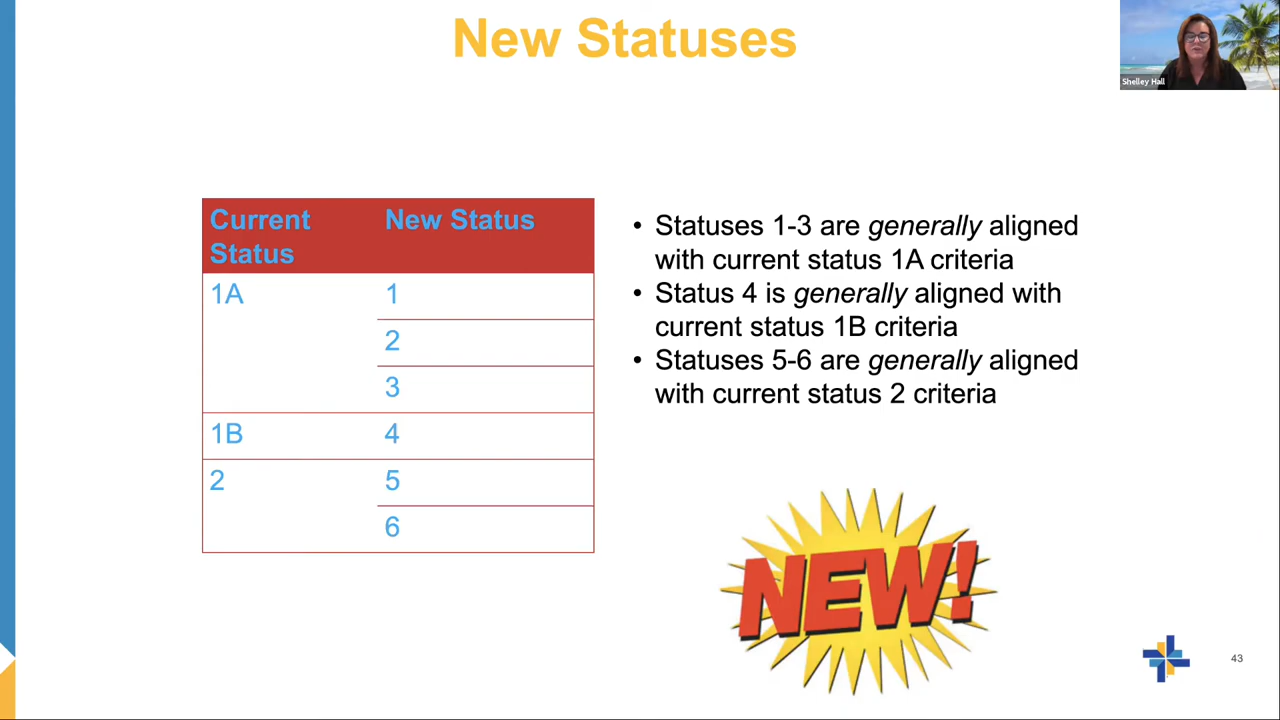 New Statuses
Shelley Hall
Current Status
New Status
1A
1
2
3
1B
4
2
5
6
• Statuses 1-3 are generally aligned
with current status 1A criteria
• Status 4 is generally aligned with
current status 1B criteria
• Statuses 5-6 are generally aligned
with current status 2 criteria
NEW!
43